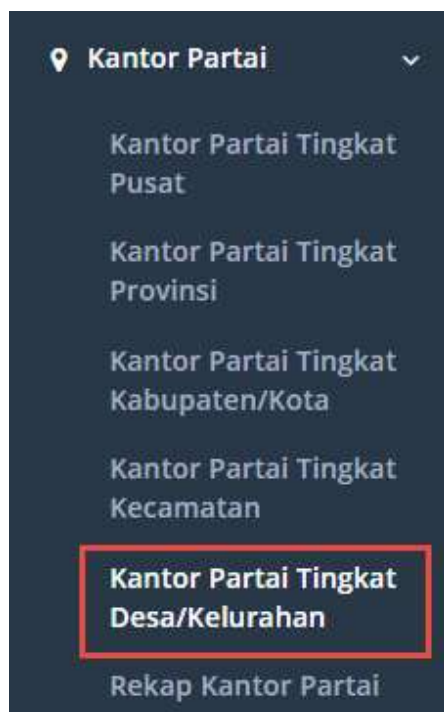 Kantor Partai
Kantor Partai Tingkat
Pusat
Kantor Partai Tingkat
Provinsi
Kantor Partai Tingkat
Kabupaten/Kota
Kantor Partai Tingkat
Kecamatan
Kantor Partai Tingkat
Desa/Kelurahan
Rekap Kantor Partai